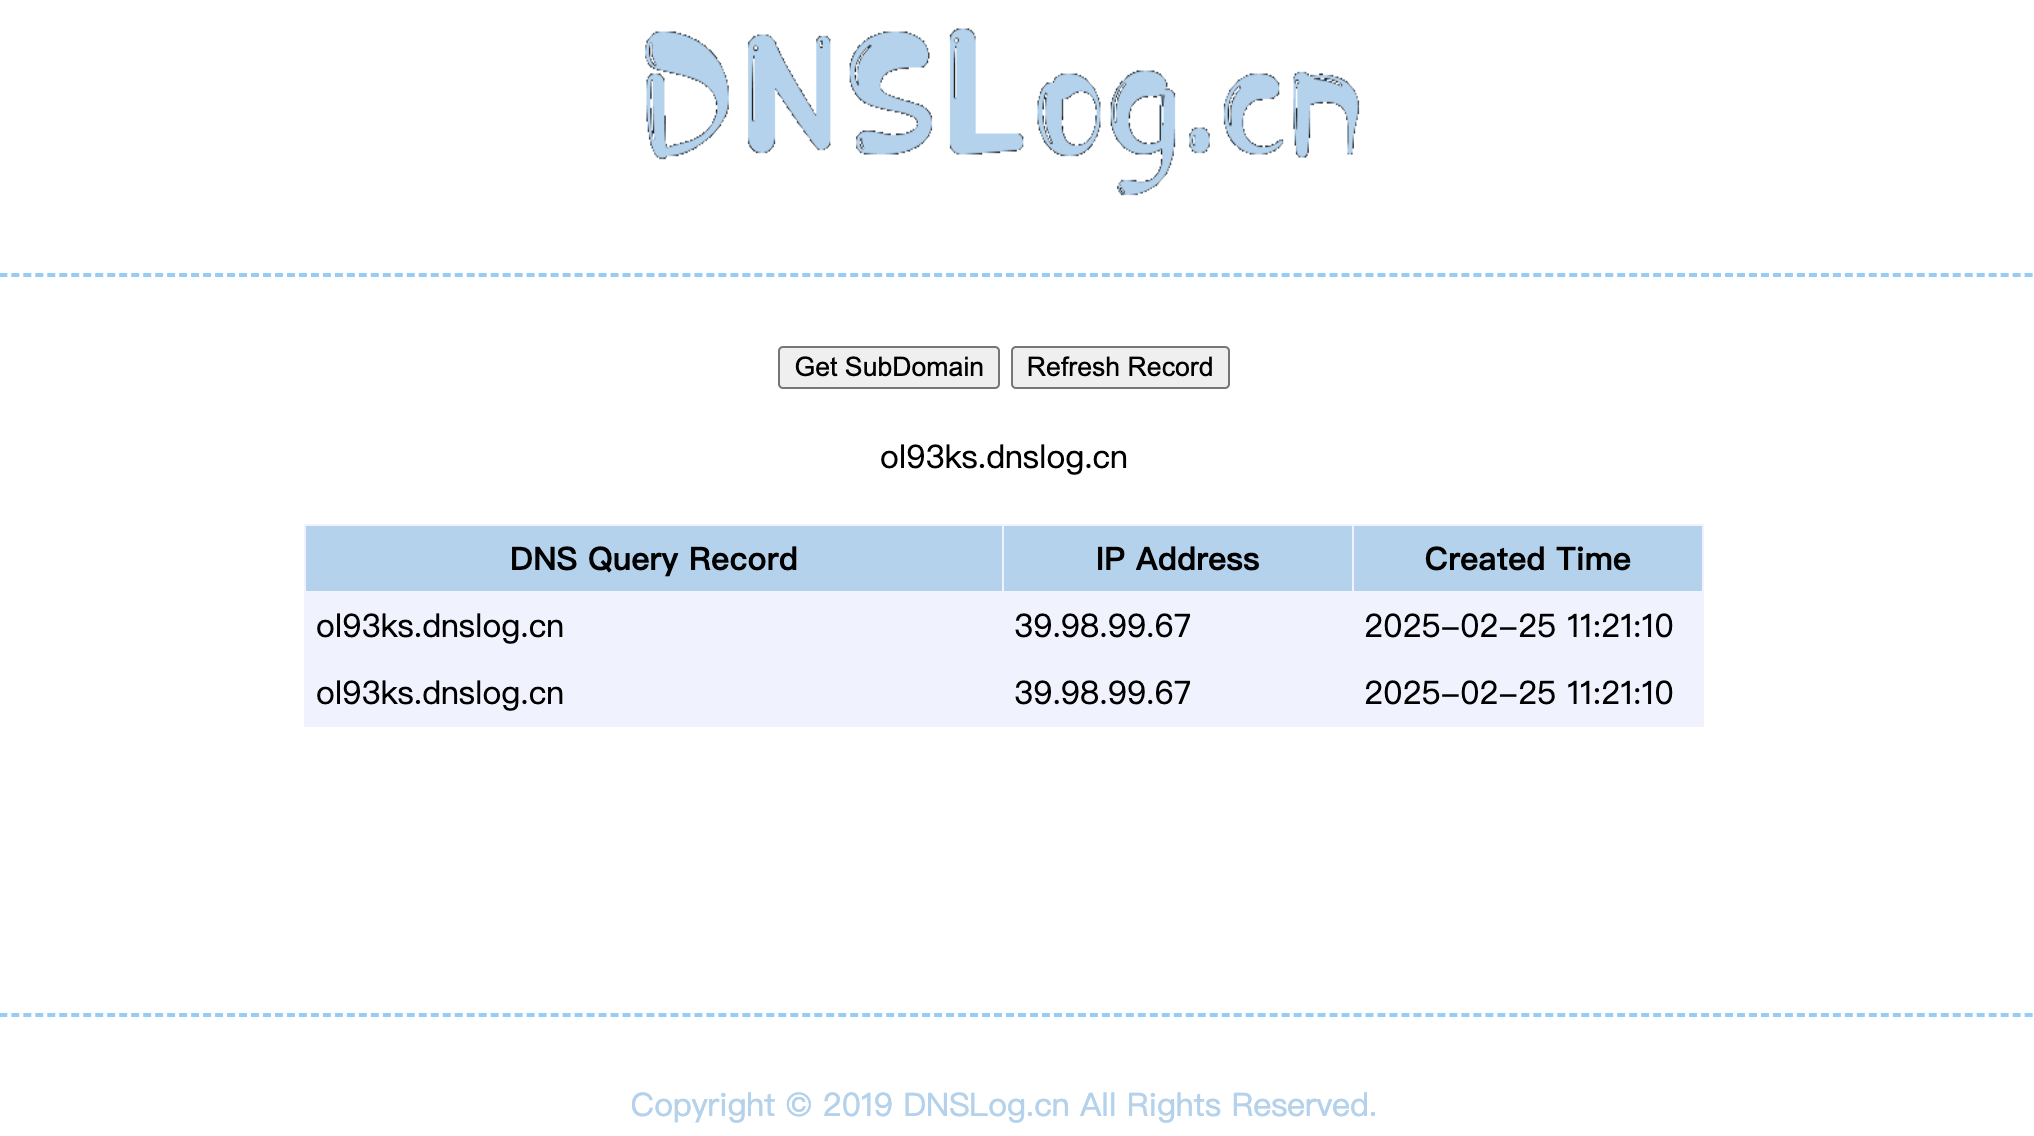 DNSLog.cn
Get SubDomain Refresh Record
ol93ks.dnslog.cn
DNS Query Record IP Address Created Time
ol93ks.dnslog.cn 39.98.99.67 2025-02-25 11:21:10
ol93ks.dnslog.cn 39.98.99.67 2025-02-25 11:21:10
Copyright © 2019 DNSLog.cn All Rights Reserved.